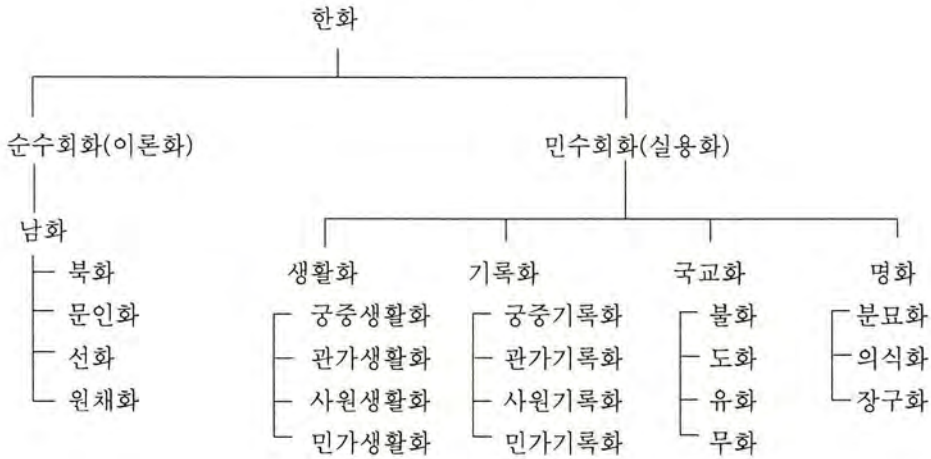 한화
순수회화(이론화)
민수회화(실용화)
남화
북화
문인화
선화
원채화
생활화
궁중생활화
관가생활화
사원생활화
민가생활화
기록화
궁중기록화
관가기록화
사원기록화
민가기록화
국교화
불화
도화
유화
무화
명화
분묘화
의식화
장구화